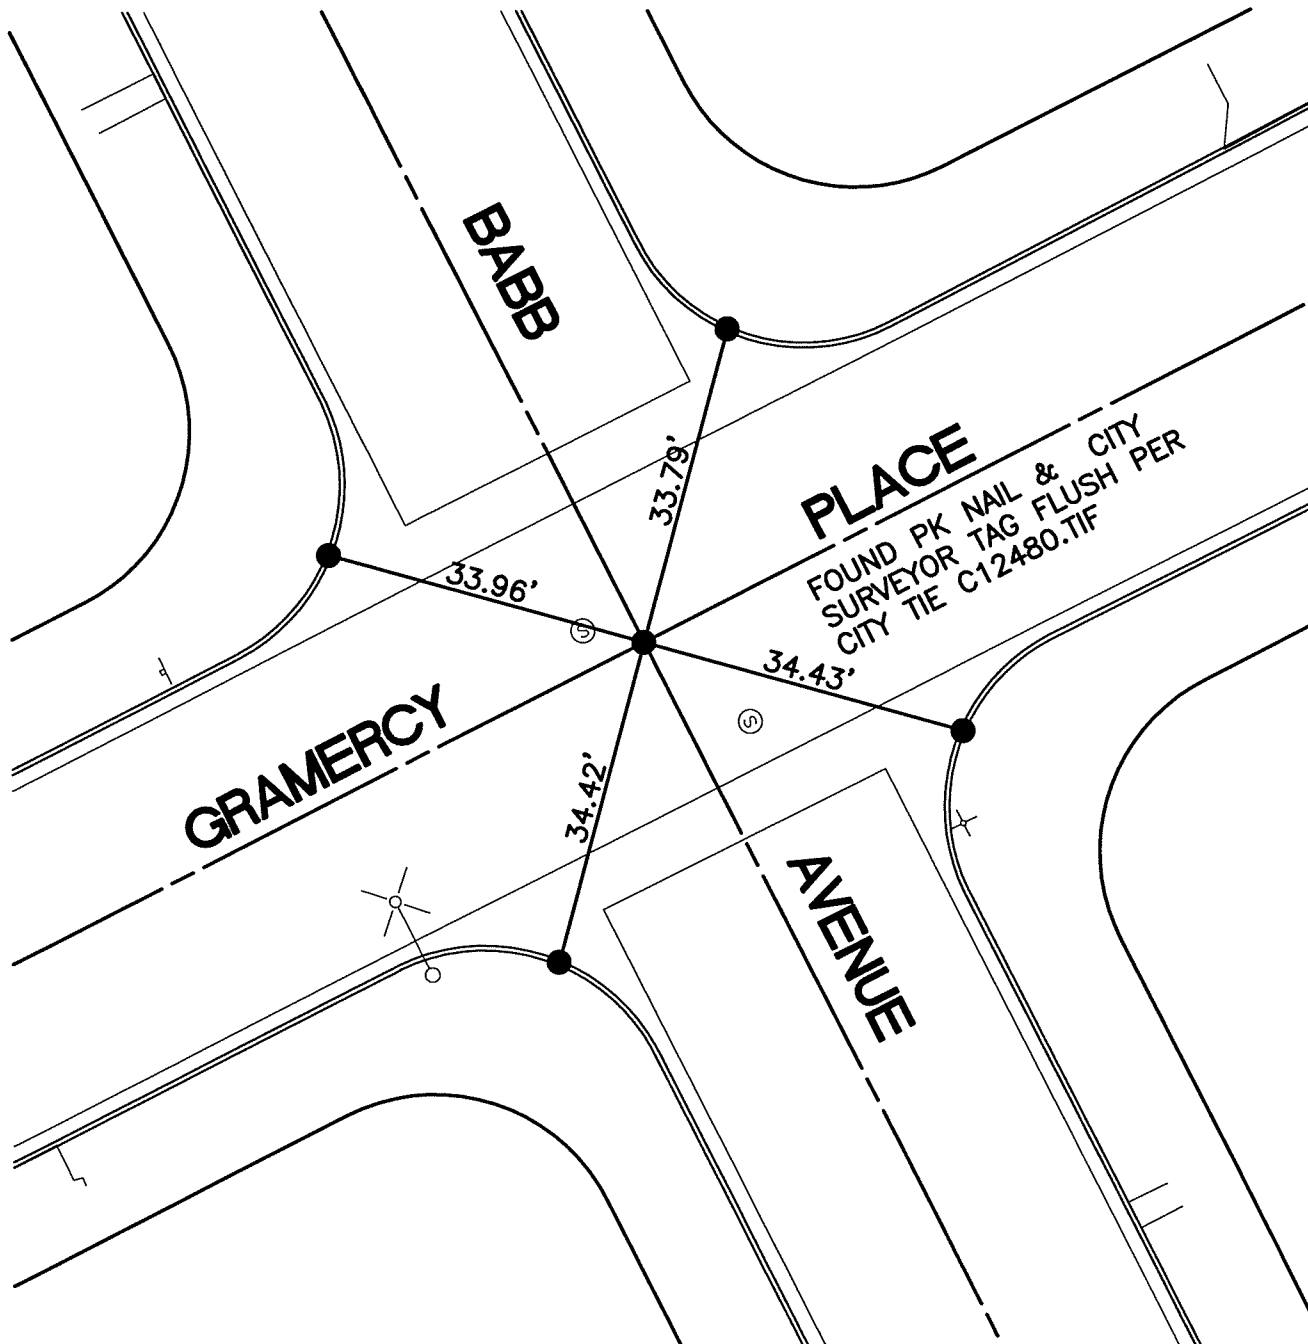 BABB
33.79'
PLACE
FOUND PK NAIL & CITY
SURVEYOR TAG FLUSH PER
CITY TIE C12480.TIF
33.96'
S
34.43'
S
GRAMERCY
34.42'
AVENUE